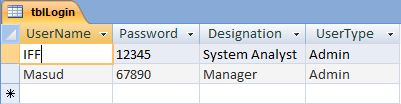 tblLogin
UserName Password Designation UserType
IFF 12345 System Analyst Admin
Masud 67890 Manager Admin